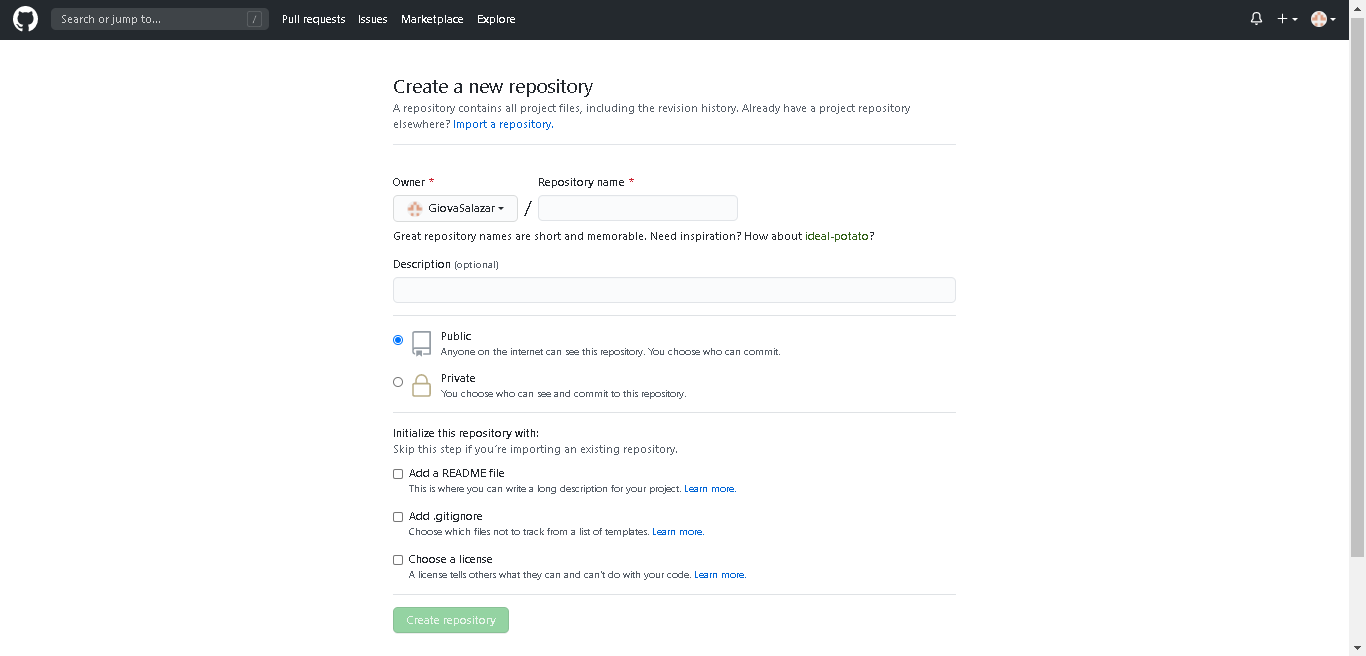 Search or jump to...
/
Pull requests
Issues
Marketplace
Explore
Create a new repository
A repository contains all project files, including the revision history. Already have a project repository
elsewhere? Import a repository.
Owner *
Repository name *
GiovaSalazar
/
Great repository names are short and memorable. Need inspiration? How about ideal-potato?
Description (optional)
Public
Anyone on the internet can see this repository. You choose who can commit.
Private
You choose who can see and commit to this repository.
Initialize this repository with:
Skip this step if you're importing an existing repository.
Add a README file
This is where you can write a long description for your project. Learn more.
Add .gitignore
Choose which files not to track from a list of templates. Learn more.
Choose a license
A license tells others what they can and can't do with your code. Learn more.
Create repository